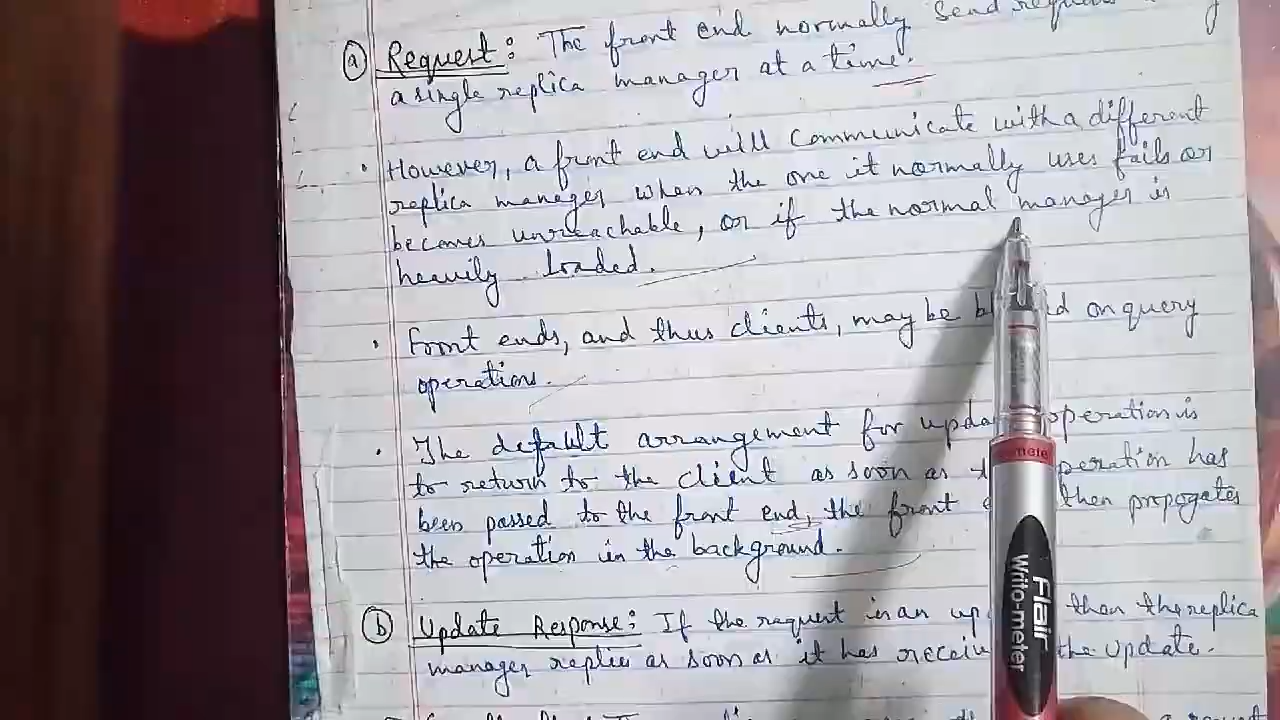 (a) Request: The front end normally send
a single replica manager at a time.
• However, a front end will communicate with a different
replica manager when the one it normally uses fails or
becomes unreachable, or if the normal manager is
heavily loaded.
• Front ends, and thus clients, may be on query
operations.
• The default arrangement for operation is
to return to the client as soon as has
been passed to the front end, the front then propogates
the operation in the background.
(b) Update Response: If the request is an than the replica
manager replies as soon as it has the update.
meter
Flair
Writo-meter